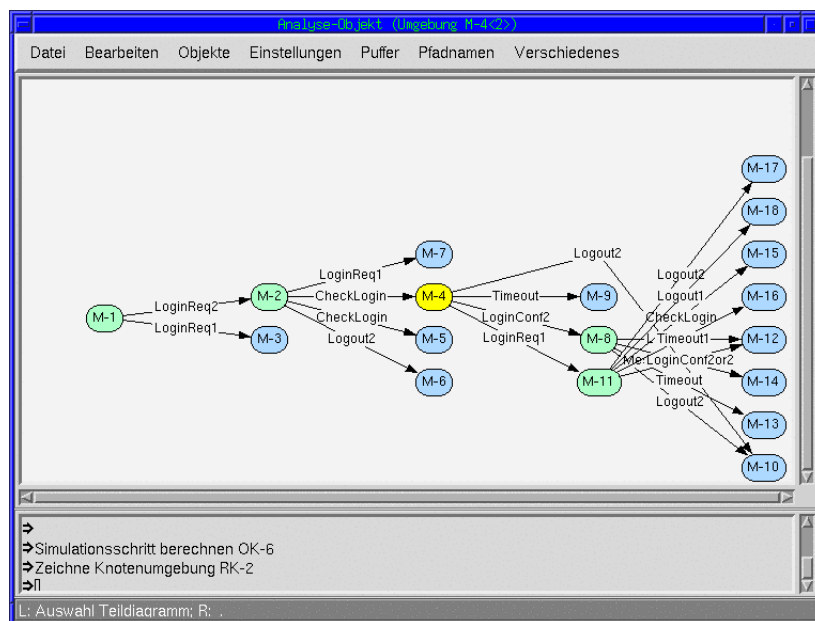 Analyse-Objekt (Umgebung M-4<2>)
Datei Bearbeiten Objekte Einstellungen Puffer Pfadnamen Verschiedenes
M-17
M-18
M-7 Logout2 M-15
LoginReq1 Logout2
M-2 CheckLogin M-4 Timeout M-9 Logout1 M-16
LoginReq2 CheckLogin LoginConf2 CheckLogin
M-1 LoginReq1 M-3 Logout2 M-5 LoginReq1 M-8 Timeout1 M-12
LoginConf2or2
M-6 M-11 Timeout M-14
Logout2
M-13
M-10
Simulationsschritt berechnen OK-6
Zeichne Knotenumgebung RK-2
L: Auswahl Teildiagramm; R: .